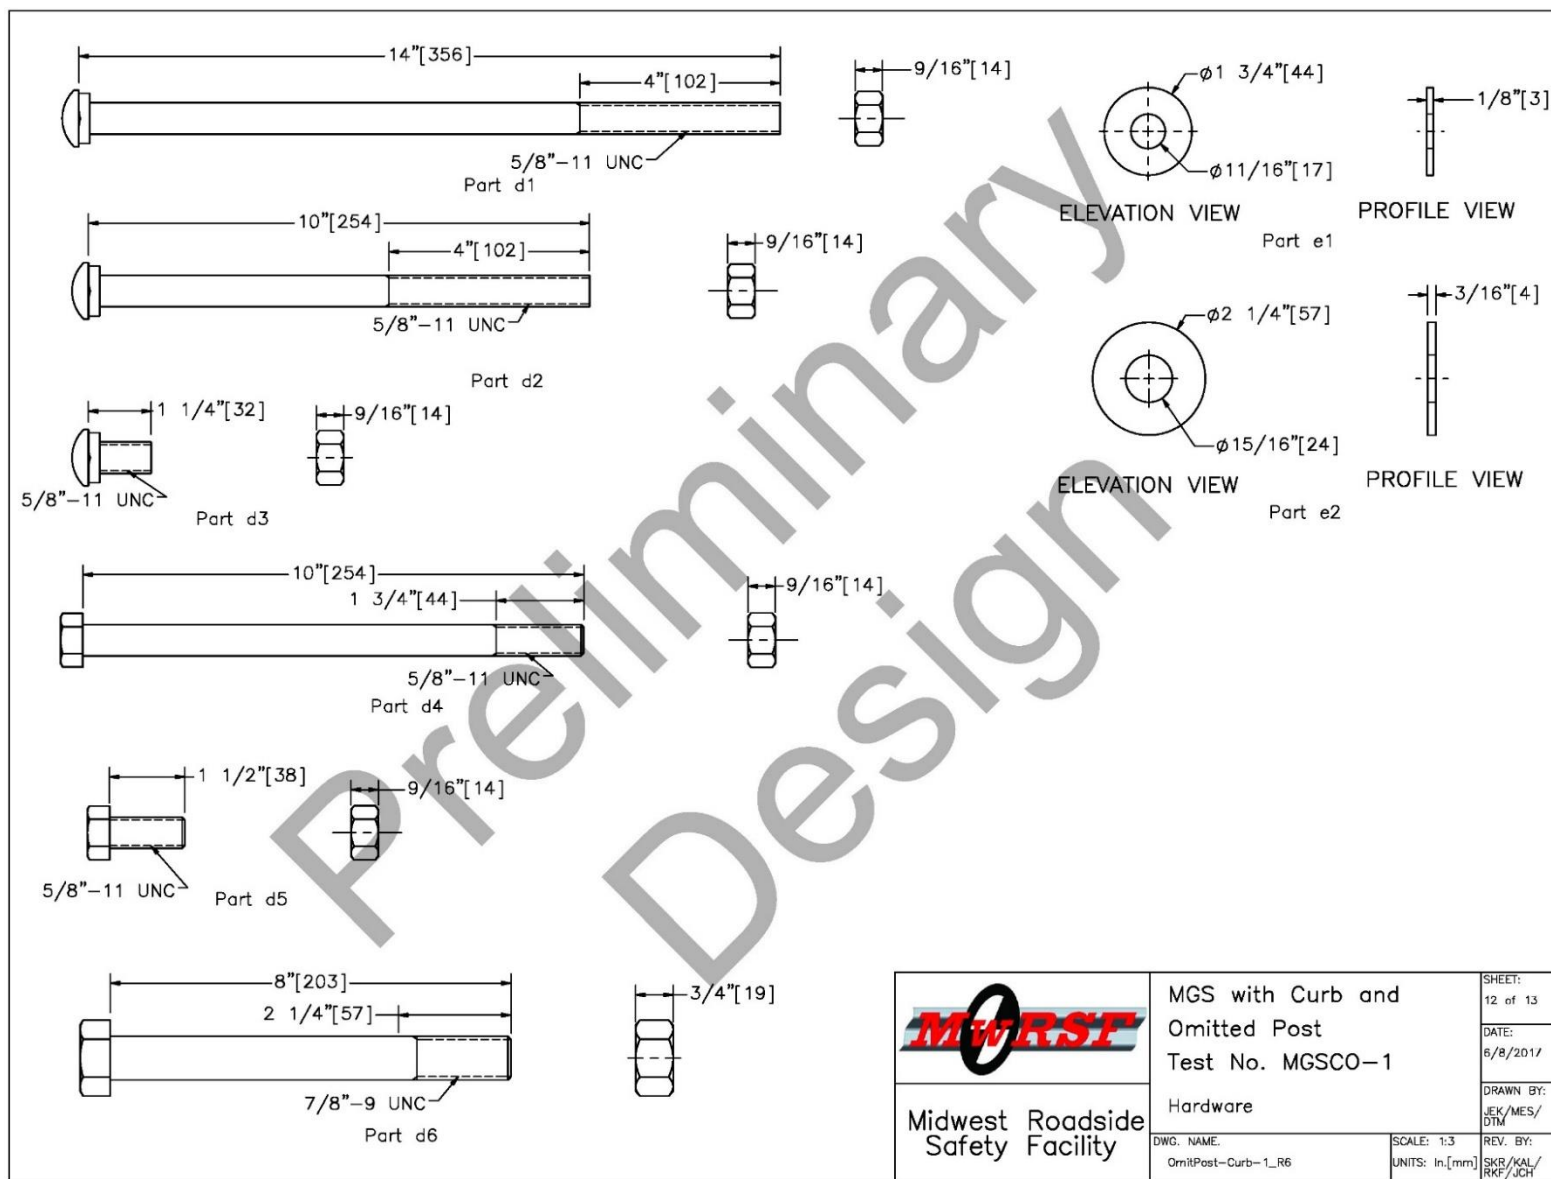 14"[356]
4"[102]
9/16"[14]
5/8"-11 UNC
Part d1
10"[254]
4"[102]
9/16"[14]
5/8"-11 UNC
Part d2
1 1/4"[32]
9/16"[14]
5/8"-11 UNC
Part d3
10"[254]
1 3/4"[44]
9/16"[14]
5/8"-11 UNC
Part d4
1 1/2"[38]
9/16"[14]
5/8"-11 UNC
Part d5
8"[203]
2 1/4"[57]
3/4"[19]
7/8"-9 UNC
Part d6
ø1 3/4"[44]
1/8"[3]
ø11/16"[17]
ELEVATION VIEW
PROFILE VIEW
Part e1
3/16"[4]
ø2 1/4"[57]
ø15/16"[24]
ELEVATION VIEW
PROFILE VIEW
Part e2
Preliminary
Design
MwRSF
Midwest Roadside
Safety Facility
MGS with Curb and
Omitted Post
Test No. MGSCO-1
Hardware
SHEET:
12 of 13
DATE:
6/8/2017
DRAWN BY:
JEK/MES/
DTM
DWG. NAME.
OmitPost-Curb-1_R6
SCALE: 1:3
UNITS: In.[mm]
REV. BY:
SKR/KAL/
RKF/JCH